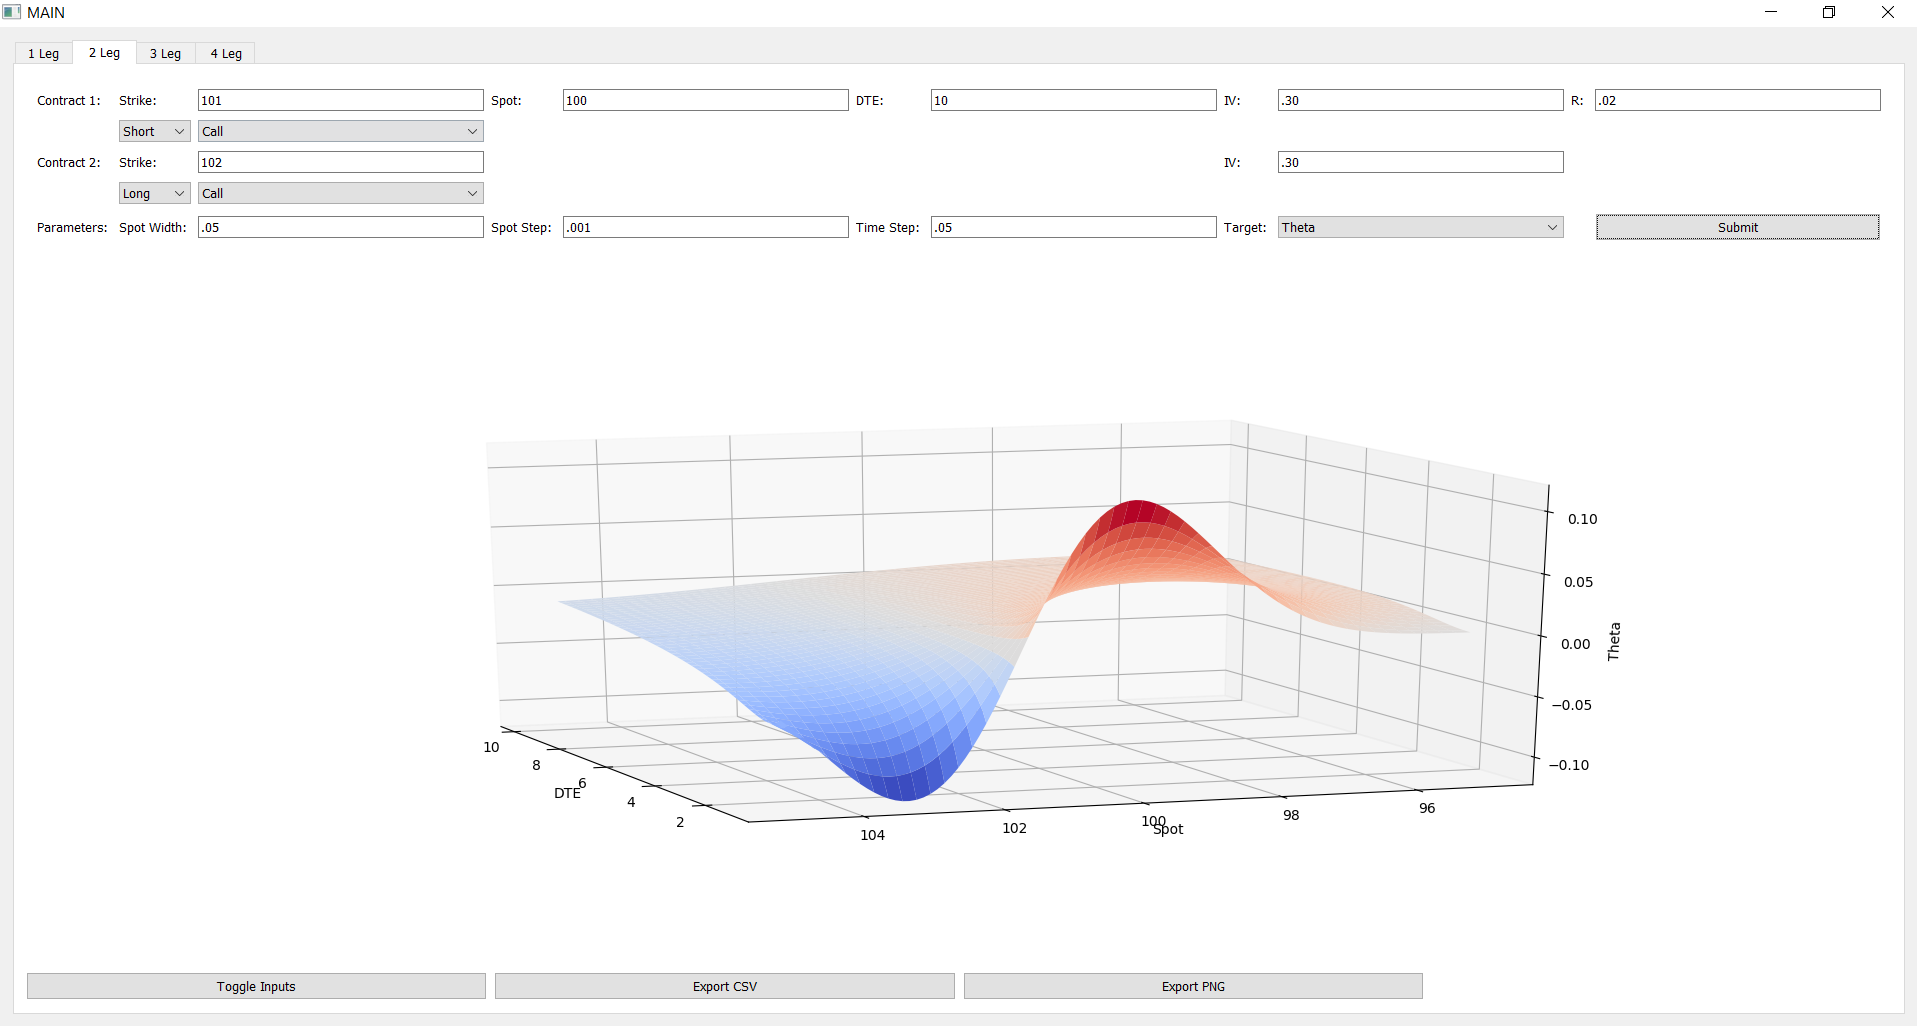 MAIN
1 Leg 2 Leg 3 Leg 4 Leg
Contract 1: Strike: 101 Spot: 100 DTE: 10 IV: .30 R: .02
Short Call
Contract 2: Strike: 102 IV: .30
Long Call
Parameters: Spot Width: .05 Spot Step: .001 Time Step: .05 Target: Theta Submit
0.10
0.05
0.00
−0.05
−0.10
Theta
10
8
6
4
2
DTE
104
102
100
98
96
Spot
Toggle Inputs Export CSV Export PNG